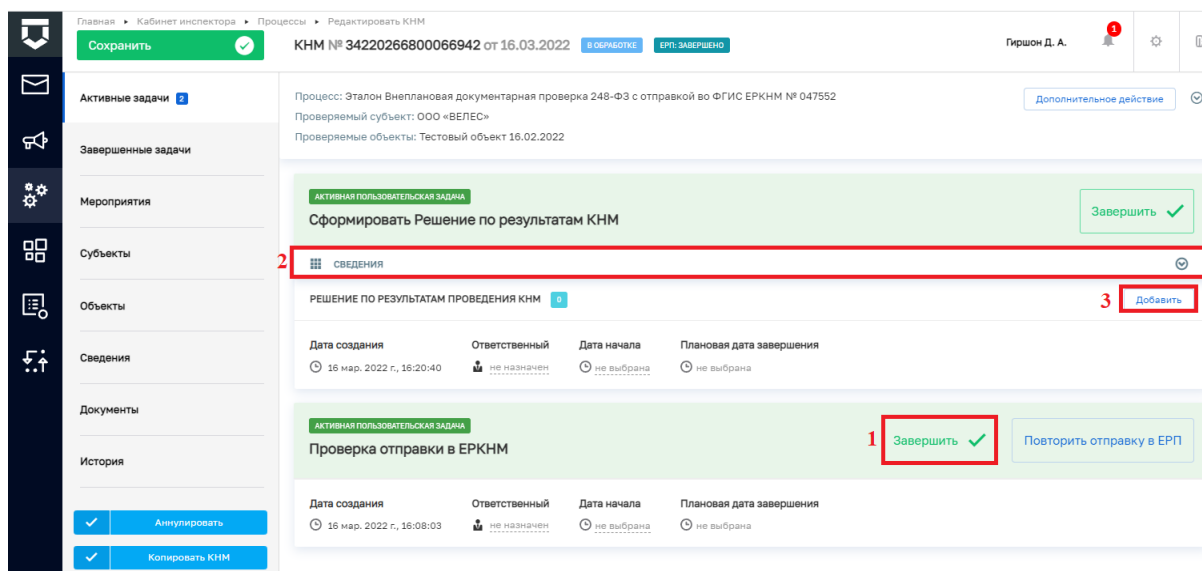 Главная ▸ Кабинет инспектора ▸ Процессы ▸ Редактировать КНМ
Сохранить
КНМ № 34220266800066942 от 16.03.2022 В ОБРАБОТКЕ ЕРП: ЗАВЕРШЕНО
Гиршон Д. А.
1
Активные задачи 2
Завершенные задачи
Мероприятия
Субъекты
Объекты
Сведения
Документы
История
Аннулировать
Копировать КНМ
Процесс: Эталон Внеплановая документарная проверка 248-ФЗ с отправкой во ФГИС ЕРКНМ № 047552
Дополнительное действие
Проверяемый субъект: ООО «ВЕЛЕС»
Проверяемые объекты: Тестовый объект 16.02.2022
АКТИВНАЯ ПОЛЬЗОВАТЕЛЬСКАЯ ЗАДАЧА
Сформировать Решение по результатам КНМ
Завершить
2 СВЕДЕНИЯ
РЕШЕНИЕ ПО РЕЗУЛЬТАТАМ ПРОВЕДЕНИЯ КНМ 0
3 Добавить
Дата создания Ответственный Дата начала Плановая дата завершения
16 мар. 2022 г., 16:20:40 не назначен не выбрана не выбрана
АКТИВНАЯ ПОЛЬЗОВАТЕЛЬСКАЯ ЗАДАЧА
Проверка отправки в ЕРКНМ
1 Завершить
Повторить отправку в ЕРП
Дата создания Ответственный Дата начала Плановая дата завершения
16 мар. 2022 г., 16:08:03 не назначен не выбрана не выбрана